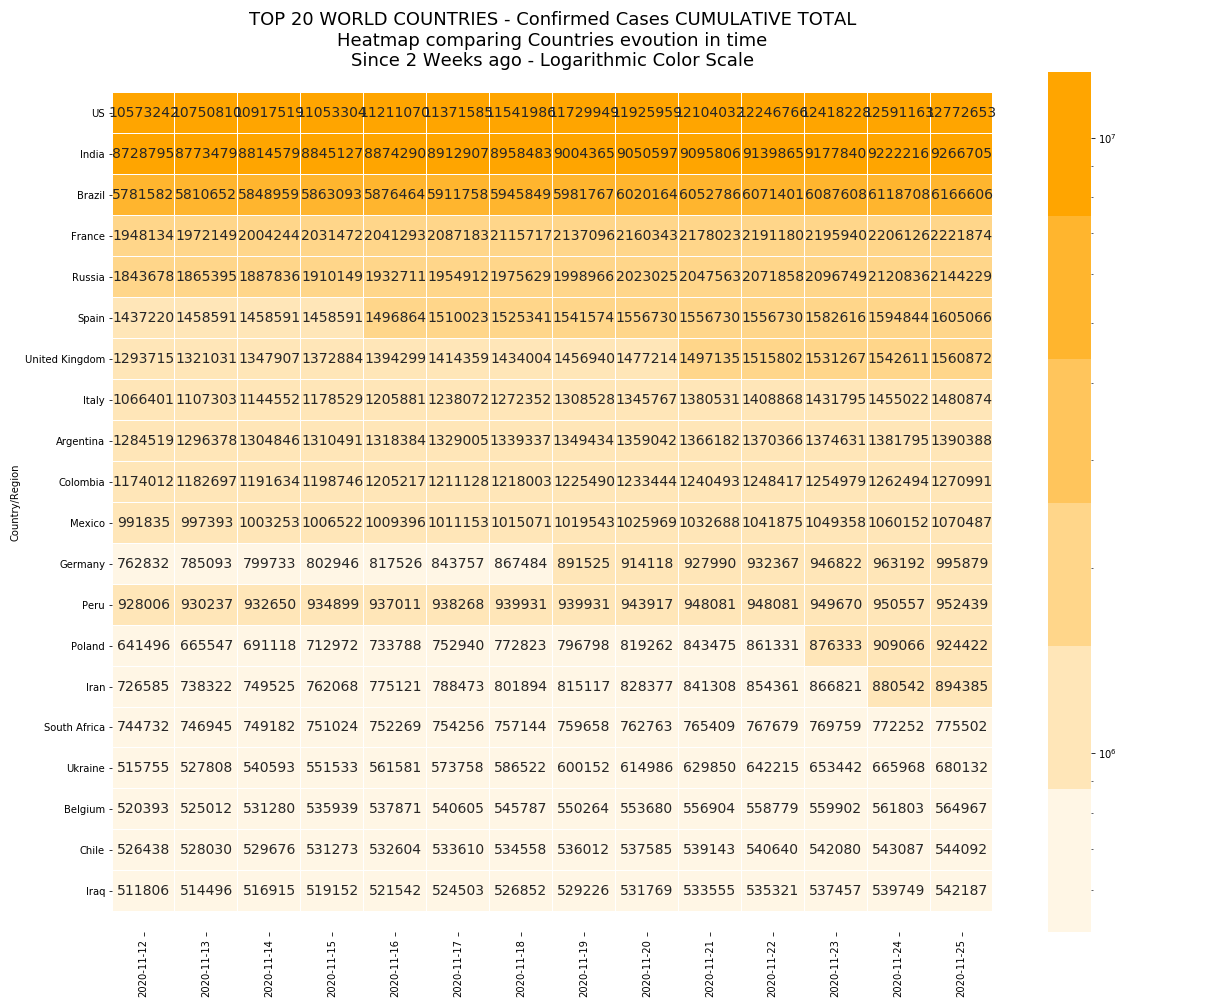 TOP 20 WORLD COUNTRIES - Confirmed Cases CUMULATIVE TOTAL
Heatmap comparing Countries evoution in time
Since 2 Weeks ago - Logarithmic Color Scale
US 10573242 10750810 10917519 11053304 11211070 11371585 11541986 11729949 11925959 12104032 12246766 12418228 12591163 12772653
India 8728795 8773479 8814579 8845127 8874290 8912907 8958483 9004365 9050597 9095806 9139865 9177840 9222216 9266705
Brazil 5781582 5810652 5848959 5863093 5876464 5911758 5945849 5981767 6020164 6052786 6071401 6087608 6118708 6166606
France 1948134 1972149 2004244 2031472 2041293 2087183 2115717 2137096 2160343 2178023 2191180 2195940 2206126 2221874
Russia 1843678 1865395 1887836 1910149 1932711 1954912 1975629 1998966 2023025 2047563 2071858 2096749 2120836 2144229
Spain 1437220 1458591 1458591 1458591 1496864 1510023 1525341 1541574 1556730 1556730 1556730 1582616 1594844 1605066
United Kingdom 1293715 1321031 1347907 1372884 1394299 1414359 1434004 1456940 1477214 1497135 1515802 1531267 1542611 1560872
Italy 1066401 1107303 1144552 1178529 1205881 1238072 1272352 1308528 1345767 1380531 1408868 1431795 1455022 1480874
Argentina 1284519 1296378 1304846 1310491 1318384 1329005 1339337 1349434 1359042 1366182 1370366 1374631 1381795 1390388
Colombia 1174012 1182697 1191634 1198746 1205217 1211128 1218003 1225490 1233444 1240493 1248417 1254979 1262494 1270991
Mexico 991835 997393 1003253 1006522 1009396 1011153 1015071 1019543 1025969 1032688 1041875 1049358 1060152 1070487
Germany 762832 785093 799733 802946 817526 843757 867484 891525 914118 927990 932367 946822 963192 995879
Peru 928006 930237 932650 934899 937011 938268 939931 939931 943917 948081 948081 949670 950557 952439
Poland 641496 665547 691118 712972 733788 752940 772823 796798 819262 843475 861331 876333 909066 924422
Iran 726585 738322 749525 762068 775121 788473 801894 815117 828377 841308 854361 866821 880542 894385
South Africa 744732 746945 749182 751024 752269 754256 757144 759658 762763 765409 767679 769759 772252 775502
Ukraine 515755 527808 540593 551533 561581 573758 586522 600152 614986 629850 642215 653442 665968 680132
Belgium 520393 525012 531280 535939 537871 540605 545787 550264 553680 556904 558779 559902 561803 564967
Chile 526438 528030 529676 531273 532604 533610 534558 536012 537585 539143 540640 542080 543087 544092
Iraq 511806 514496 516915 519152 521542 524503 526852 529226 531769 533555 535321 537457 539749 542187
2020-11-12 2020-11-13 2020-11-14 2020-11-15 2020-11-16 2020-11-17 2020-11-18 2020-11-19 2020-11-20 2020-11-21 2020-11-22 2020-11-23 2020-11-24 2020-11-25
Country/Region
10⁷
10⁶